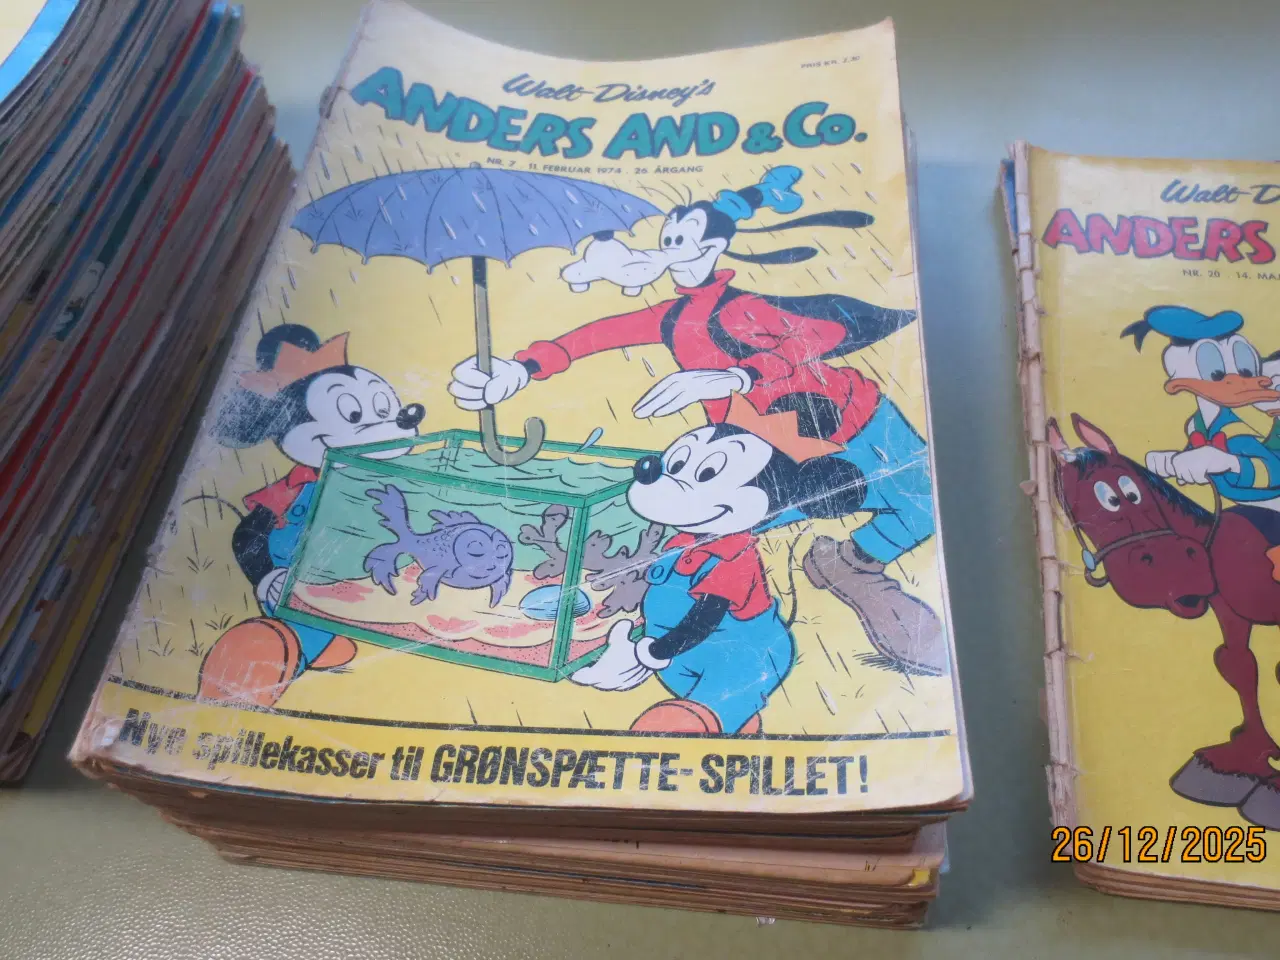 PRIS KR. 2,
Walt Disney's
ANDERS AND & Co.
NR. 7 . 11. FEBRUAR 1974 . 26. ÅRGANG
Nye spillekasser til GRØNSPÆTTE-SPILLET!
Walt D
ANDERS
NR. 20 14. MA
26/12/2025